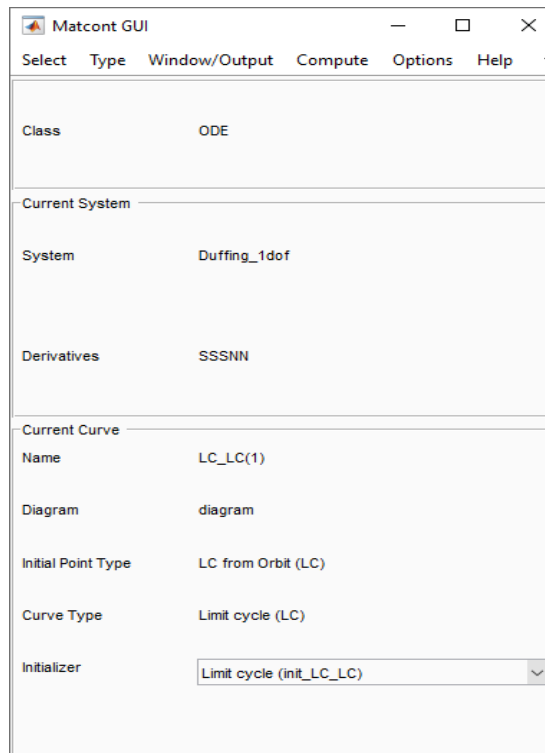 Matcont GUI
Select Type Window/Output Compute Options Help
Class ODE
Current System
System Duffing_1dof
Derivatives SSSNN
Current Curve
Name LC_LC(1)
Diagram diagram
Initial Point Type LC from Orbit (LC)
Curve Type Limit cycle (LC)
Initializer Limit cycle (init_LC_LC)